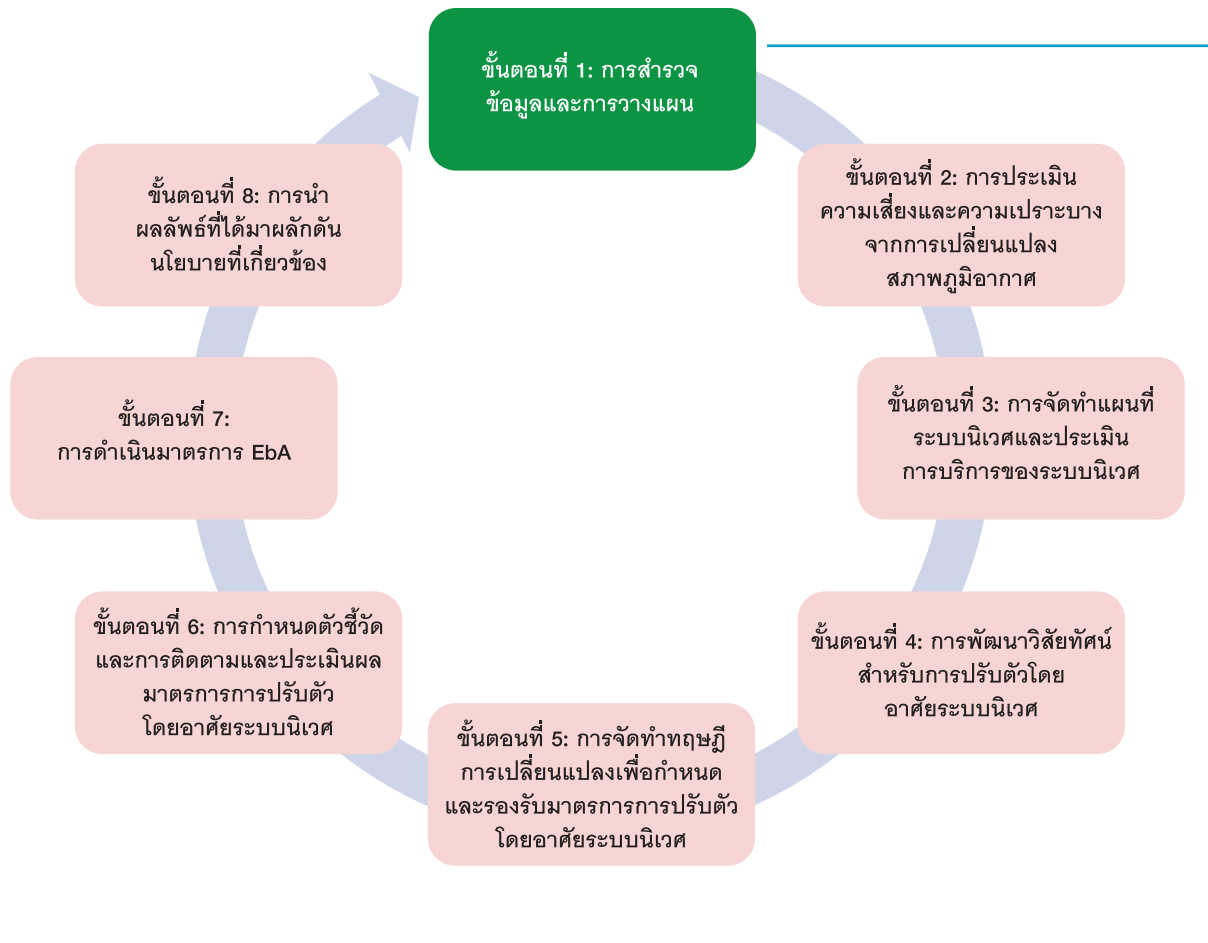 ขั้นตอนที่ 1: การสำรวจ
ข้อมูลและการวางแผน
ขั้นตอนที่ 2: การประเมิน
ความเสี่ยงและความเปราะบาง
จากการเปลี่ยนแปลง
สภาพภูมิอากาศ
ขั้นตอนที่ 3: การจัดทำแผนที่
ระบบนิเวศและประเมิน
การบริการของระบบนิเวศ
ขั้นตอนที่ 4: การพัฒนาวิสัยทัศน์
สำหรับการปรับตัวโดย
อาศัยระบบนิเวศ
ขั้นตอนที่ 5: การจัดทำทฤษฎี
การเปลี่ยนแปลงเพื่อกำหนด
และรองรับมาตรการการปรับตัว
โดยอาศัยระบบนิเวศ
ขั้นตอนที่ 6: การกำหนดตัวชี้วัด
และการติดตามและประเมินผล
มาตรการการปรับตัว
โดยอาศัยระบบนิเวศ
ขั้นตอนที่ 7:
การดำเนินมาตรการ EbA
ขั้นตอนที่ 8: การนำ
ผลลัพธ์ที่ได้มาผลักดัน
นโยบายที่เกี่ยวข้อง